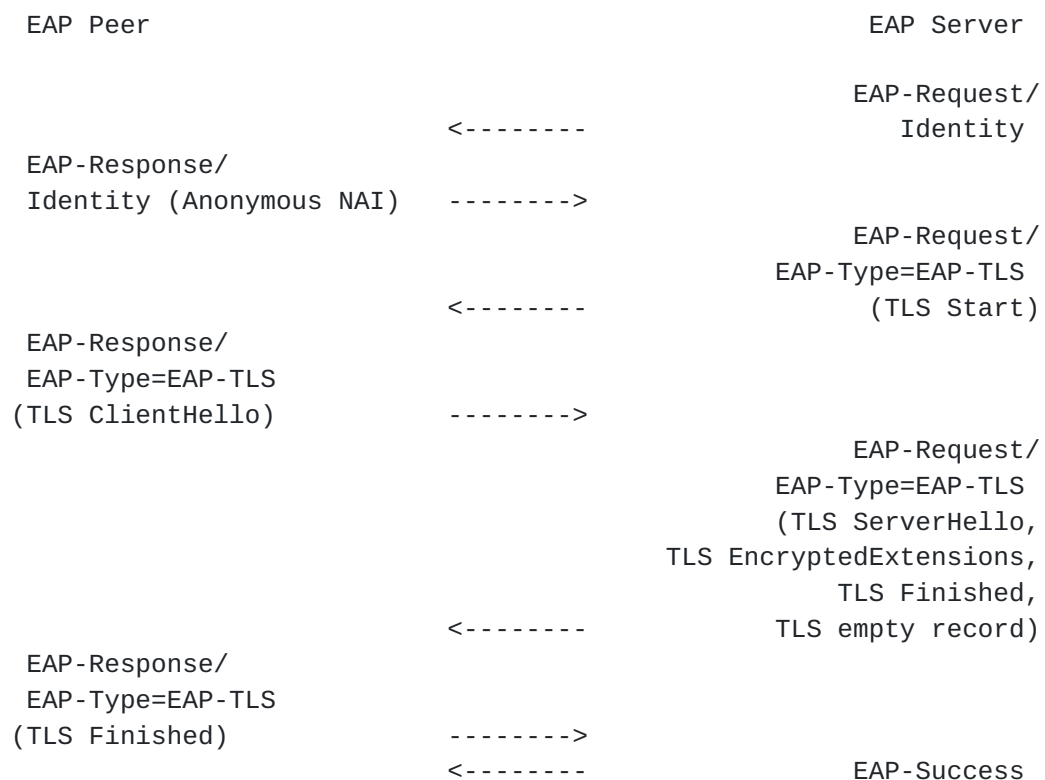 EAP Peer                                              EAP Server

                                                    EAP-Request/
                            <--------                   Identity
EAP-Response/
Identity (Anonymous NAI)    -------->
                                                    EAP-Request/
                                               EAP-Type=EAP-TLS
                            <--------                (TLS Start)
EAP-Response/
EAP-Type=EAP-TLS
(TLS ClientHello)           -------->
                                                    EAP-Request/
                                               EAP-Type=EAP-TLS
                                               (TLS ServerHello,
                                        TLS EncryptedExtensions,
                                                   TLS Finished,
                            <--------          TLS empty record)
EAP-Response/
EAP-Type=EAP-TLS
(TLS Finished)              -------->
                            <--------               EAP-Success